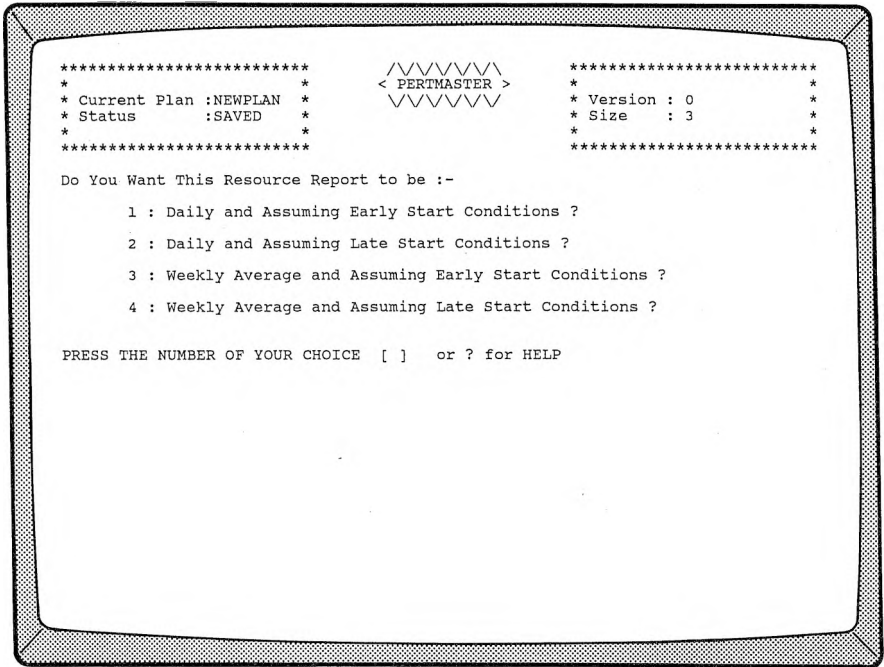 **************************   /\/\/\/\/\/\   **************************
*                        *  < PERTMASTER >  *                        *
* Current Plan :NEWPLAN  *   \/\/\/\/\/\/   * Version : 0            *
* Status       :SAVED    *                  * Size    : 3            *
*                        *                  *                        *
**************************                  **************************
Do You Want This Resource Report to be :-
1 : Daily and Assuming Early Start Conditions ?
2 : Daily and Assuming Late Start Conditions ?
3 : Weekly Average and Assuming Early Start Conditions ?
4 : Weekly Average and Assuming Late Start Conditions ?
PRESS THE NUMBER OF YOUR CHOICE [ ] or ? for HELP